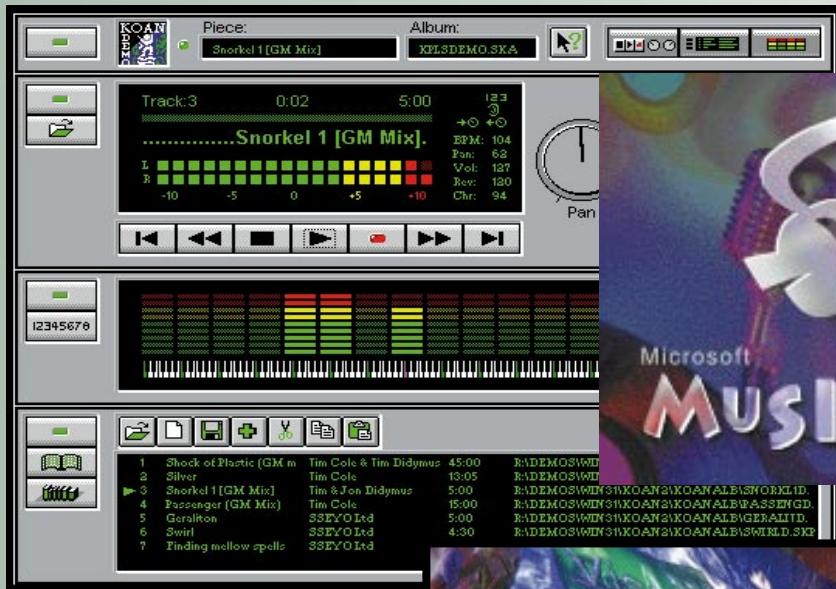 KOAN
DEMO
Piece:
Snorkel 1 [GM Mix]
Album:
XPLSDEMO.SKA
Track:3 0:02 5:00
123
...............Snorkel 1 [GM Mix].
BPM: 104
Pan: 62
Vol: 127
Rev: 120
Chr: 94
L
R
-10 -5 0 +5 +10
Pan
12345678
1 Shock of Plastic (GM m Tim Cole & Tim Didymus 45:00 R:\DEMOS\WIN
2 Silver Tim Cole 13:05 R:\DEMOS\WIN
3 Snorkel 1 [GM Mix] Tim & Jon Didymus 5:00 R:\DEMOS\WIN31\KOAN2\KOANALB\SNORKL1D.
4 Passenger (GM Mix) Tim Cole 15:00 R:\DEMOS\WIN31\KOAN2\KOANALB\PASSENGD.
5 Geraliton SSEYO Ltd 5:00 R:\DEMOS\WIN31\KOAN2\KOANALB\GERALITD.
6 Swirl SSEYO Ltd 4:30 R:\DEMOS\WIN31\KOAN2\KOANALB\SWIRLD.SKP
7 Finding mellow spells SSEYO Ltd
Microsoft
MUSI